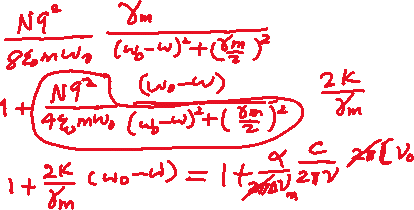 Nq² / 8ε₀mω₀ · γm / ((ω₀-ω)²+(γm/2)²)
1 + Nq² / 4ε₀mω₀ · (ω₀-ω) / ((ω₀-ω)²+(γm/2)²) 2K/γm
1 + 2K/γm (ω₀-ω) = 1 + α/Δνm C/2πν [ν₀